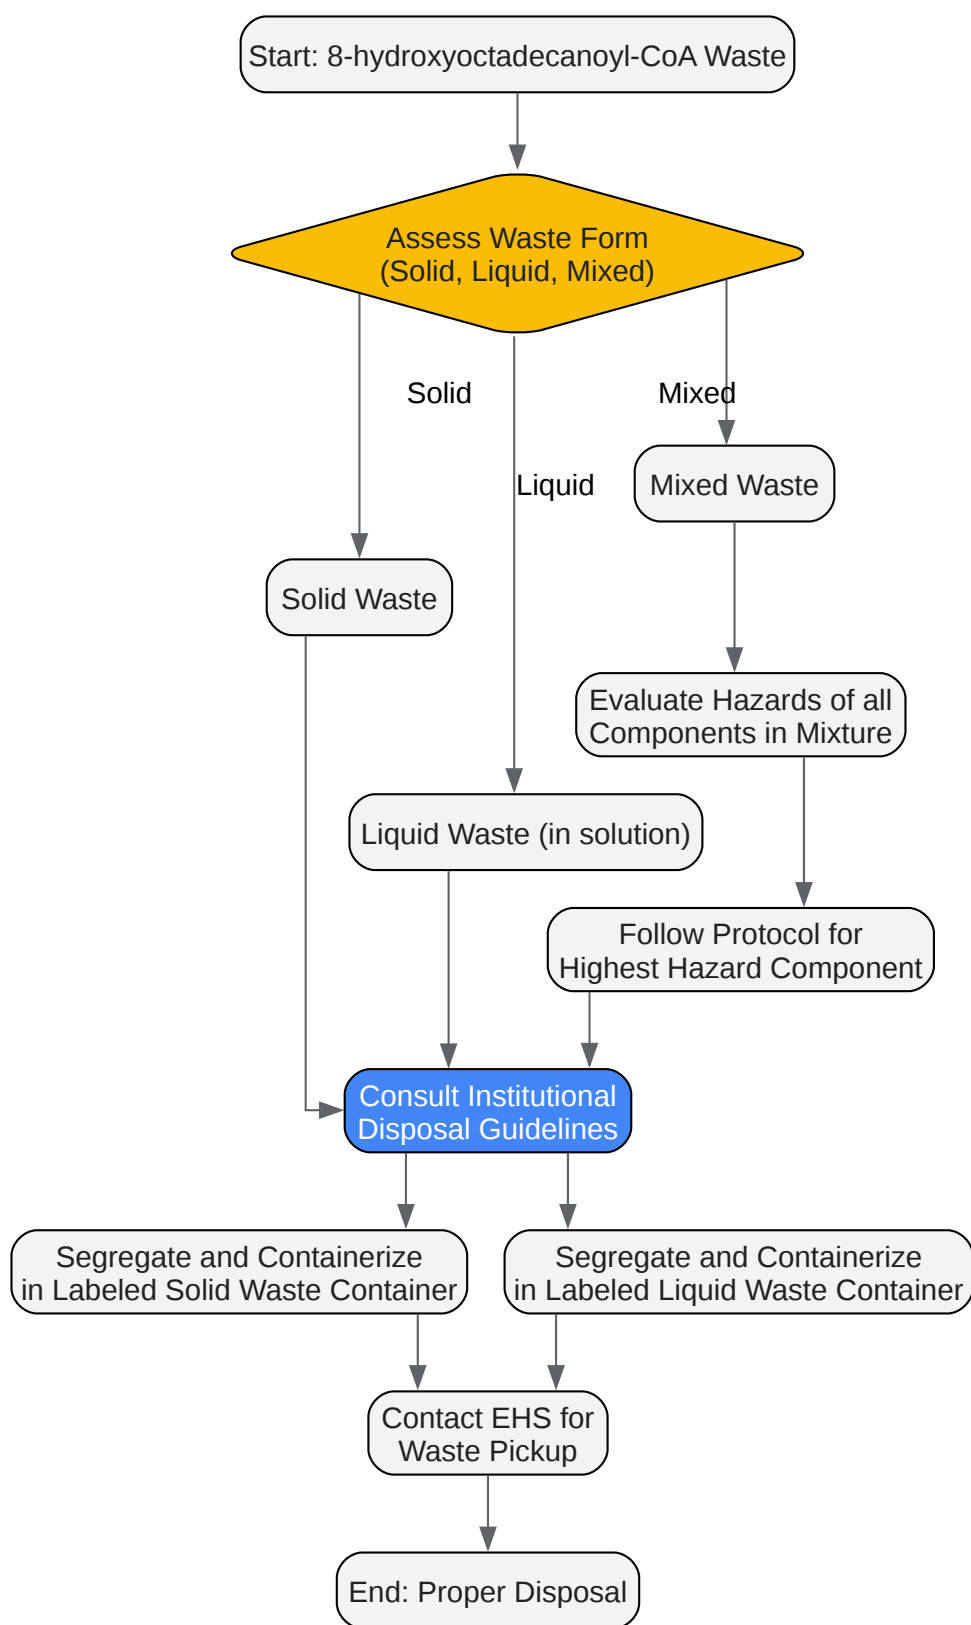 Start: 8-hydroxyoctadecanoyl-CoA Waste
Assess Waste Form
(Solid, Liquid, Mixed)
Solid
Mixed
Liquid
Mixed Waste
Solid Waste
Evaluate Hazards of all
Components in Mixture
Liquid Waste (in solution)
Follow Protocol for
Highest Hazard Component
Consult Institutional
Disposal Guidelines
Segregate and Containerize
in Labeled Solid Waste Container
Segregate and Containerize
in Labeled Liquid Waste Container
Contact EHS for
Waste Pickup
End: Proper Disposal